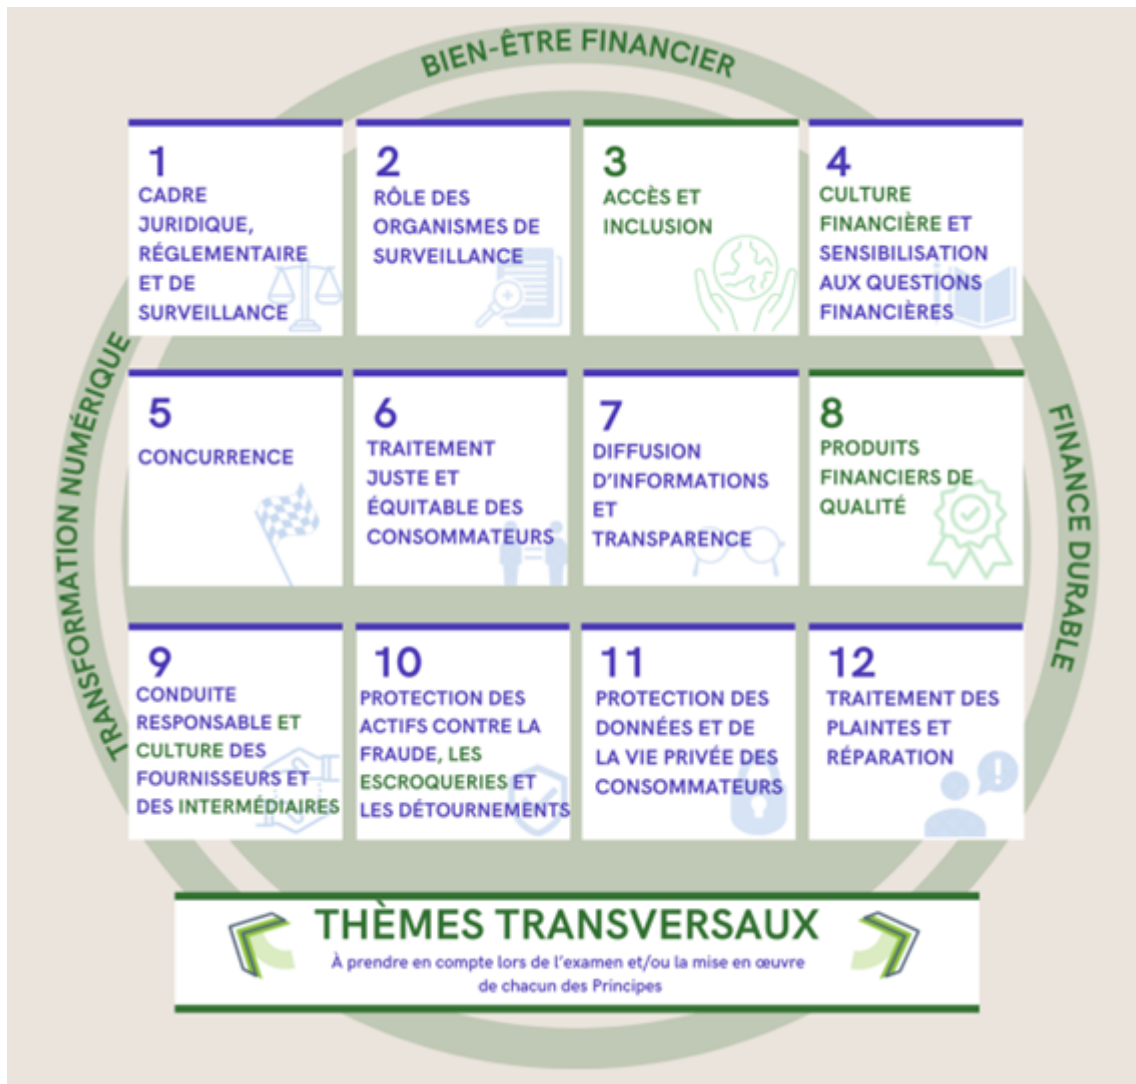 BIEN-ÊTRE FINANCIER
TRANSFORMATION NUMÉRIQUE
FINANCE DURABLE
1
CADRE
JURIDIQUE,
RÉGLEMENTAIRE
ET DE
SURVEILLANCE
2
RÔLE DES
ORGANISMES DE
SURVEILLANCE
3
ACCÈS ET
INCLUSION
4
CULTURE
FINANCIÈRE ET
SENSIBILISATION
AUX QUESTIONS
FINANCIÈRES
5
CONCURRENCE
6
TRAITEMENT
JUSTE ET
ÉQUITABLE DES
CONSOMMATEURS
7
DIFFUSION
D'INFORMATIONS
ET
TRANSPARENCE
8
PRODUITS
FINANCIERS DE
QUALITÉ
9
CONDUITE
RESPONSABLE ET
CULTURE DES
FOURNISSEURS ET
DES INTERMÉDIAIRES
10
PROTECTION DES
ACTIFS CONTRE LA
FRAUDE, LES
ESCROQUERIES ET
LES DÉTOURNEMENTS
11
PROTECTION DES
DONNÉES ET DE
LA VIE PRIVÉE DES
CONSOMMATEURS
12
TRAITEMENT DES
PLAINTES ET
RÉPARATION
THÈMES TRANSVERSAUX
À prendre en compte lors de l'examen et/ou la mise en œuvre
de chacun des Principes